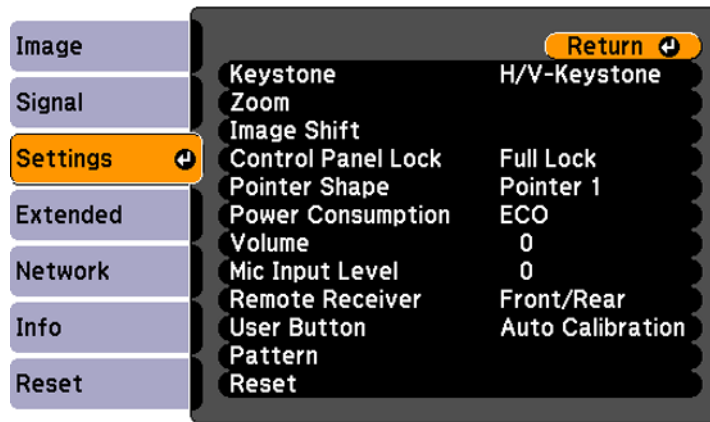 Image
Signal
Settings
Extended
Network
Info
Reset
Return
Keystone H/V-Keystone
Zoom
Image Shift
Control Panel Lock Full Lock
Pointer Shape Pointer 1
Power Consumption ECO
Volume 0
Mic Input Level 0
Remote Receiver Front/Rear
User Button Auto Calibration
Pattern
Reset